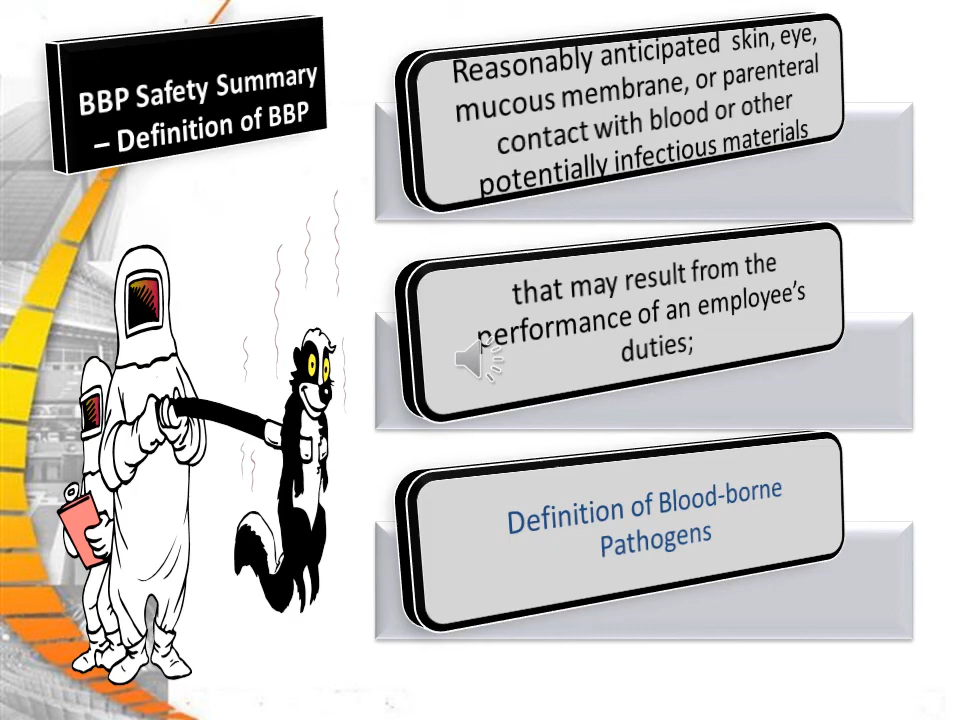 BBP Safety Summary
– Definition of BBP
Reasonably anticipated skin, eye,
mucous membrane, or parenteral
contact with blood or other
potentially infectious materials
that may result from the
performance of an employee’s
duties;
Definition of Blood-borne
Pathogens